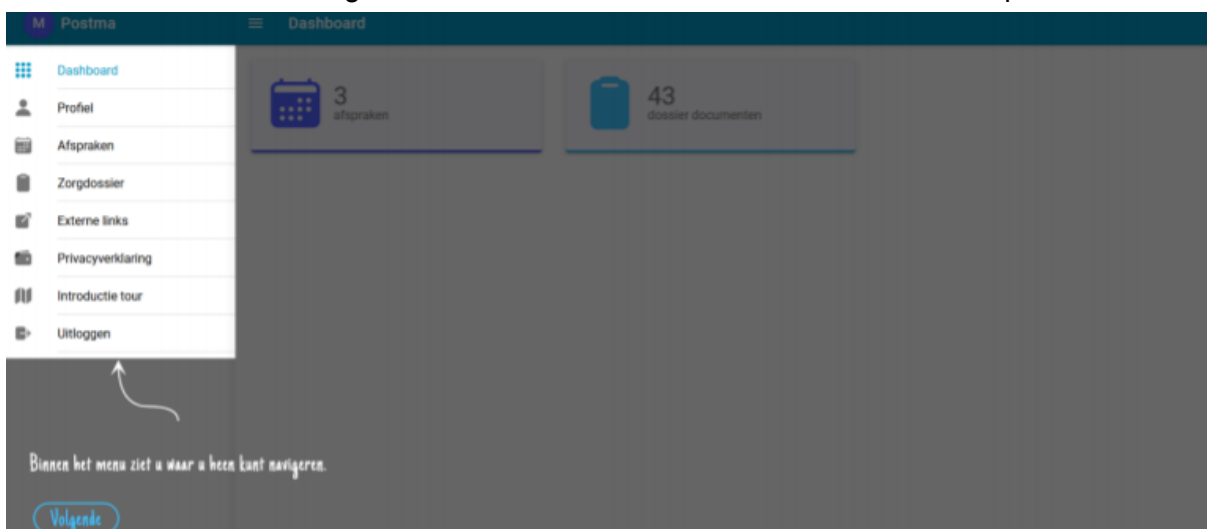 M Postma
Dashboard
Dashboard
Profiel
Afspraken
Zorgdossier
Externe links
Privacyverklaring
Introductie tour
Uitloggen
3
afspraken
43
dossier documenten
Binnen het menu ziet u waar u heen kunt navigeren.
Volgende